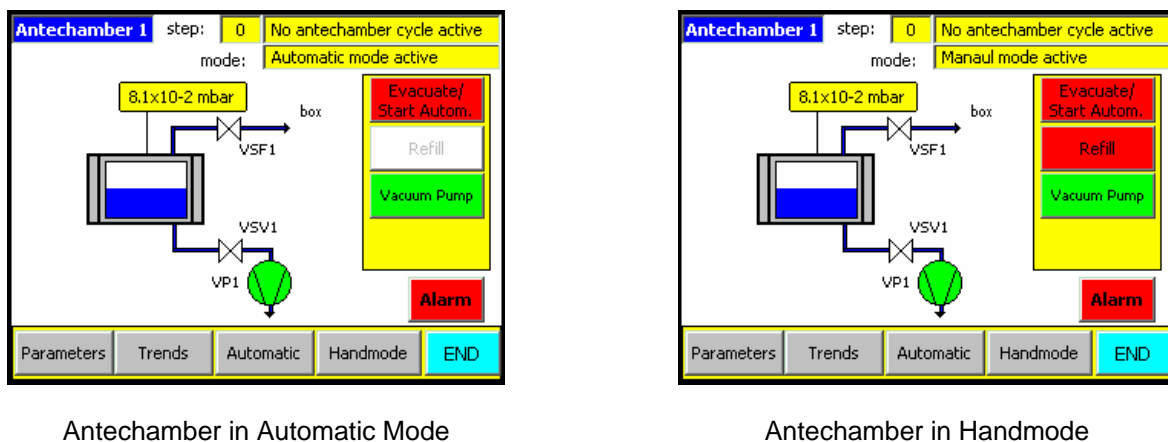 Antechamber 1 step: 0 No antechamber cycle active
mode: Automatic mode active
8.1x10-2 mbar
box
VSF1
VSV1
VP1
Evacuate/
Start Autom.
Refill
Vacuum Pump
Alarm
Parameters Trends Automatic Handmode END
Antechamber in Automatic Mode
Antechamber 1 step: 0 No antechamber cycle active
mode: Manaul mode active
8.1x10-2 mbar
box
VSF1
VSV1
VP1
Evacuate/
Start Autom.
Refill
Vacuum Pump
Alarm
Parameters Trends Automatic Handmode END
Antechamber in Handmode